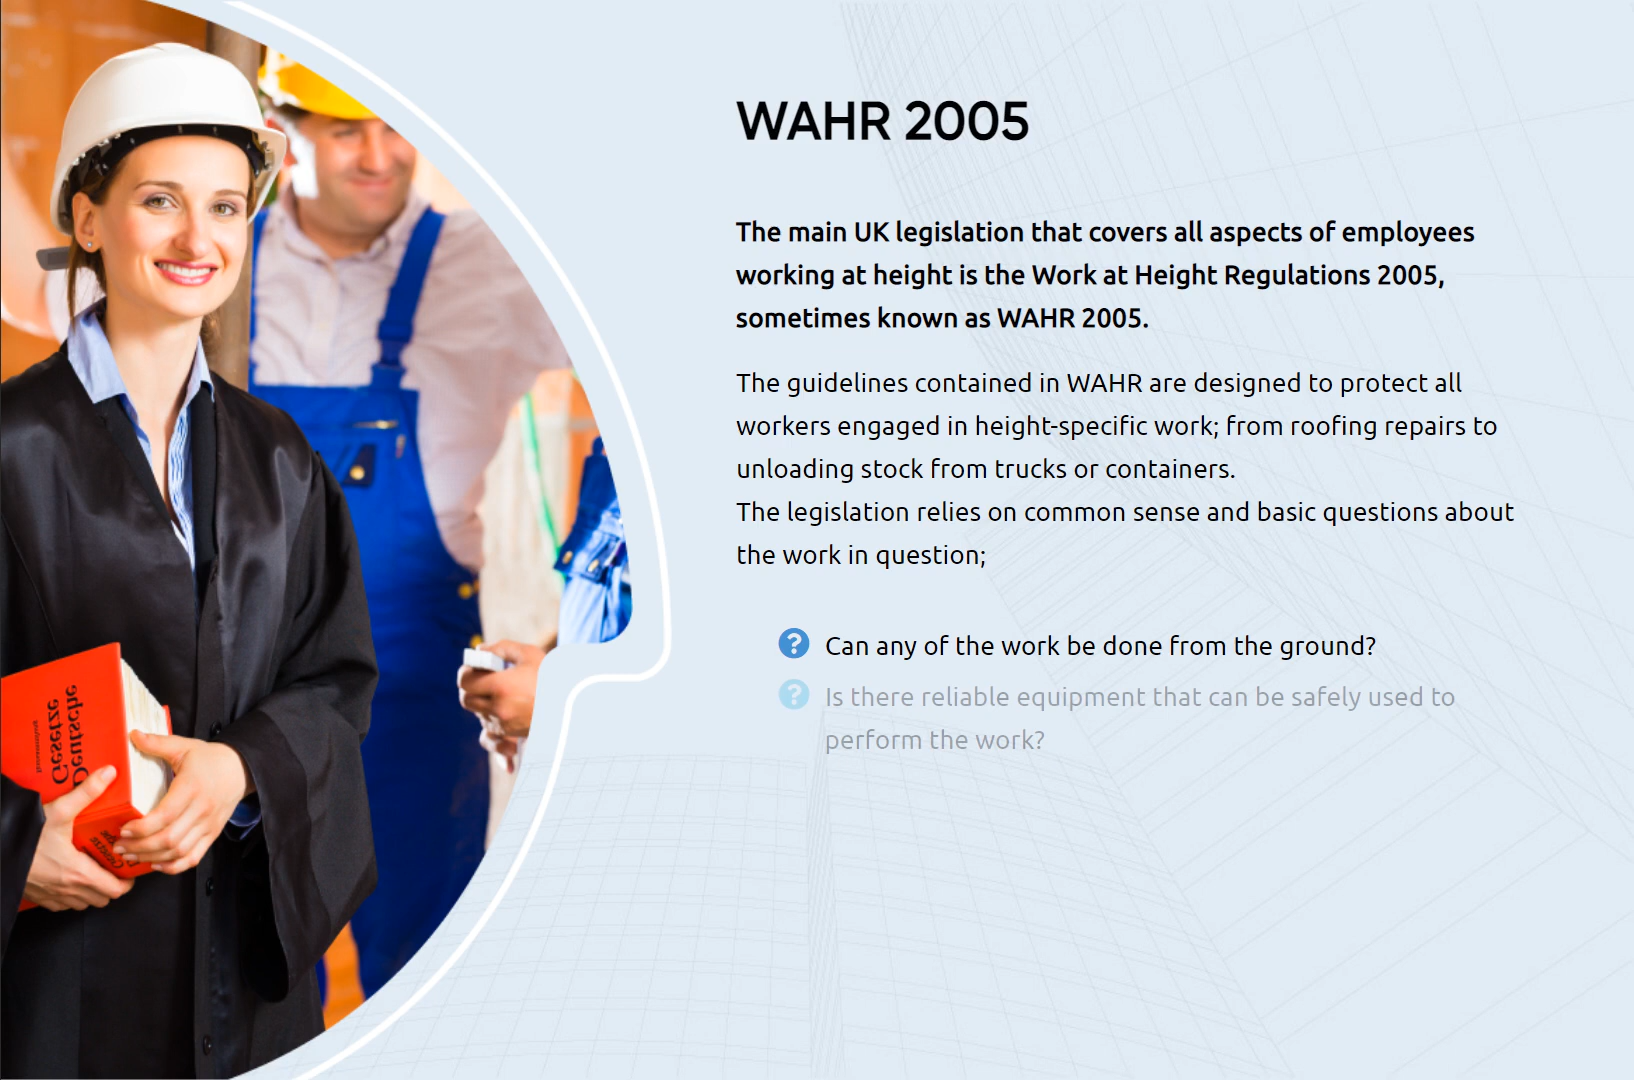 WAHR 2005
The main UK legislation that covers all aspects of employees
working at height is the Work at Height Regulations 2005,
sometimes known as WAHR 2005.
The guidelines contained in WAHR are designed to protect all
workers engaged in height-specific work; from roofing repairs to
unloading stock from trucks or containers.
The legislation relies on common sense and basic questions about
the work in question;
? Can any of the work be done from the ground?
? Is there reliable equipment that can be safely used to
perform the work?
Deutsche
Gesetze